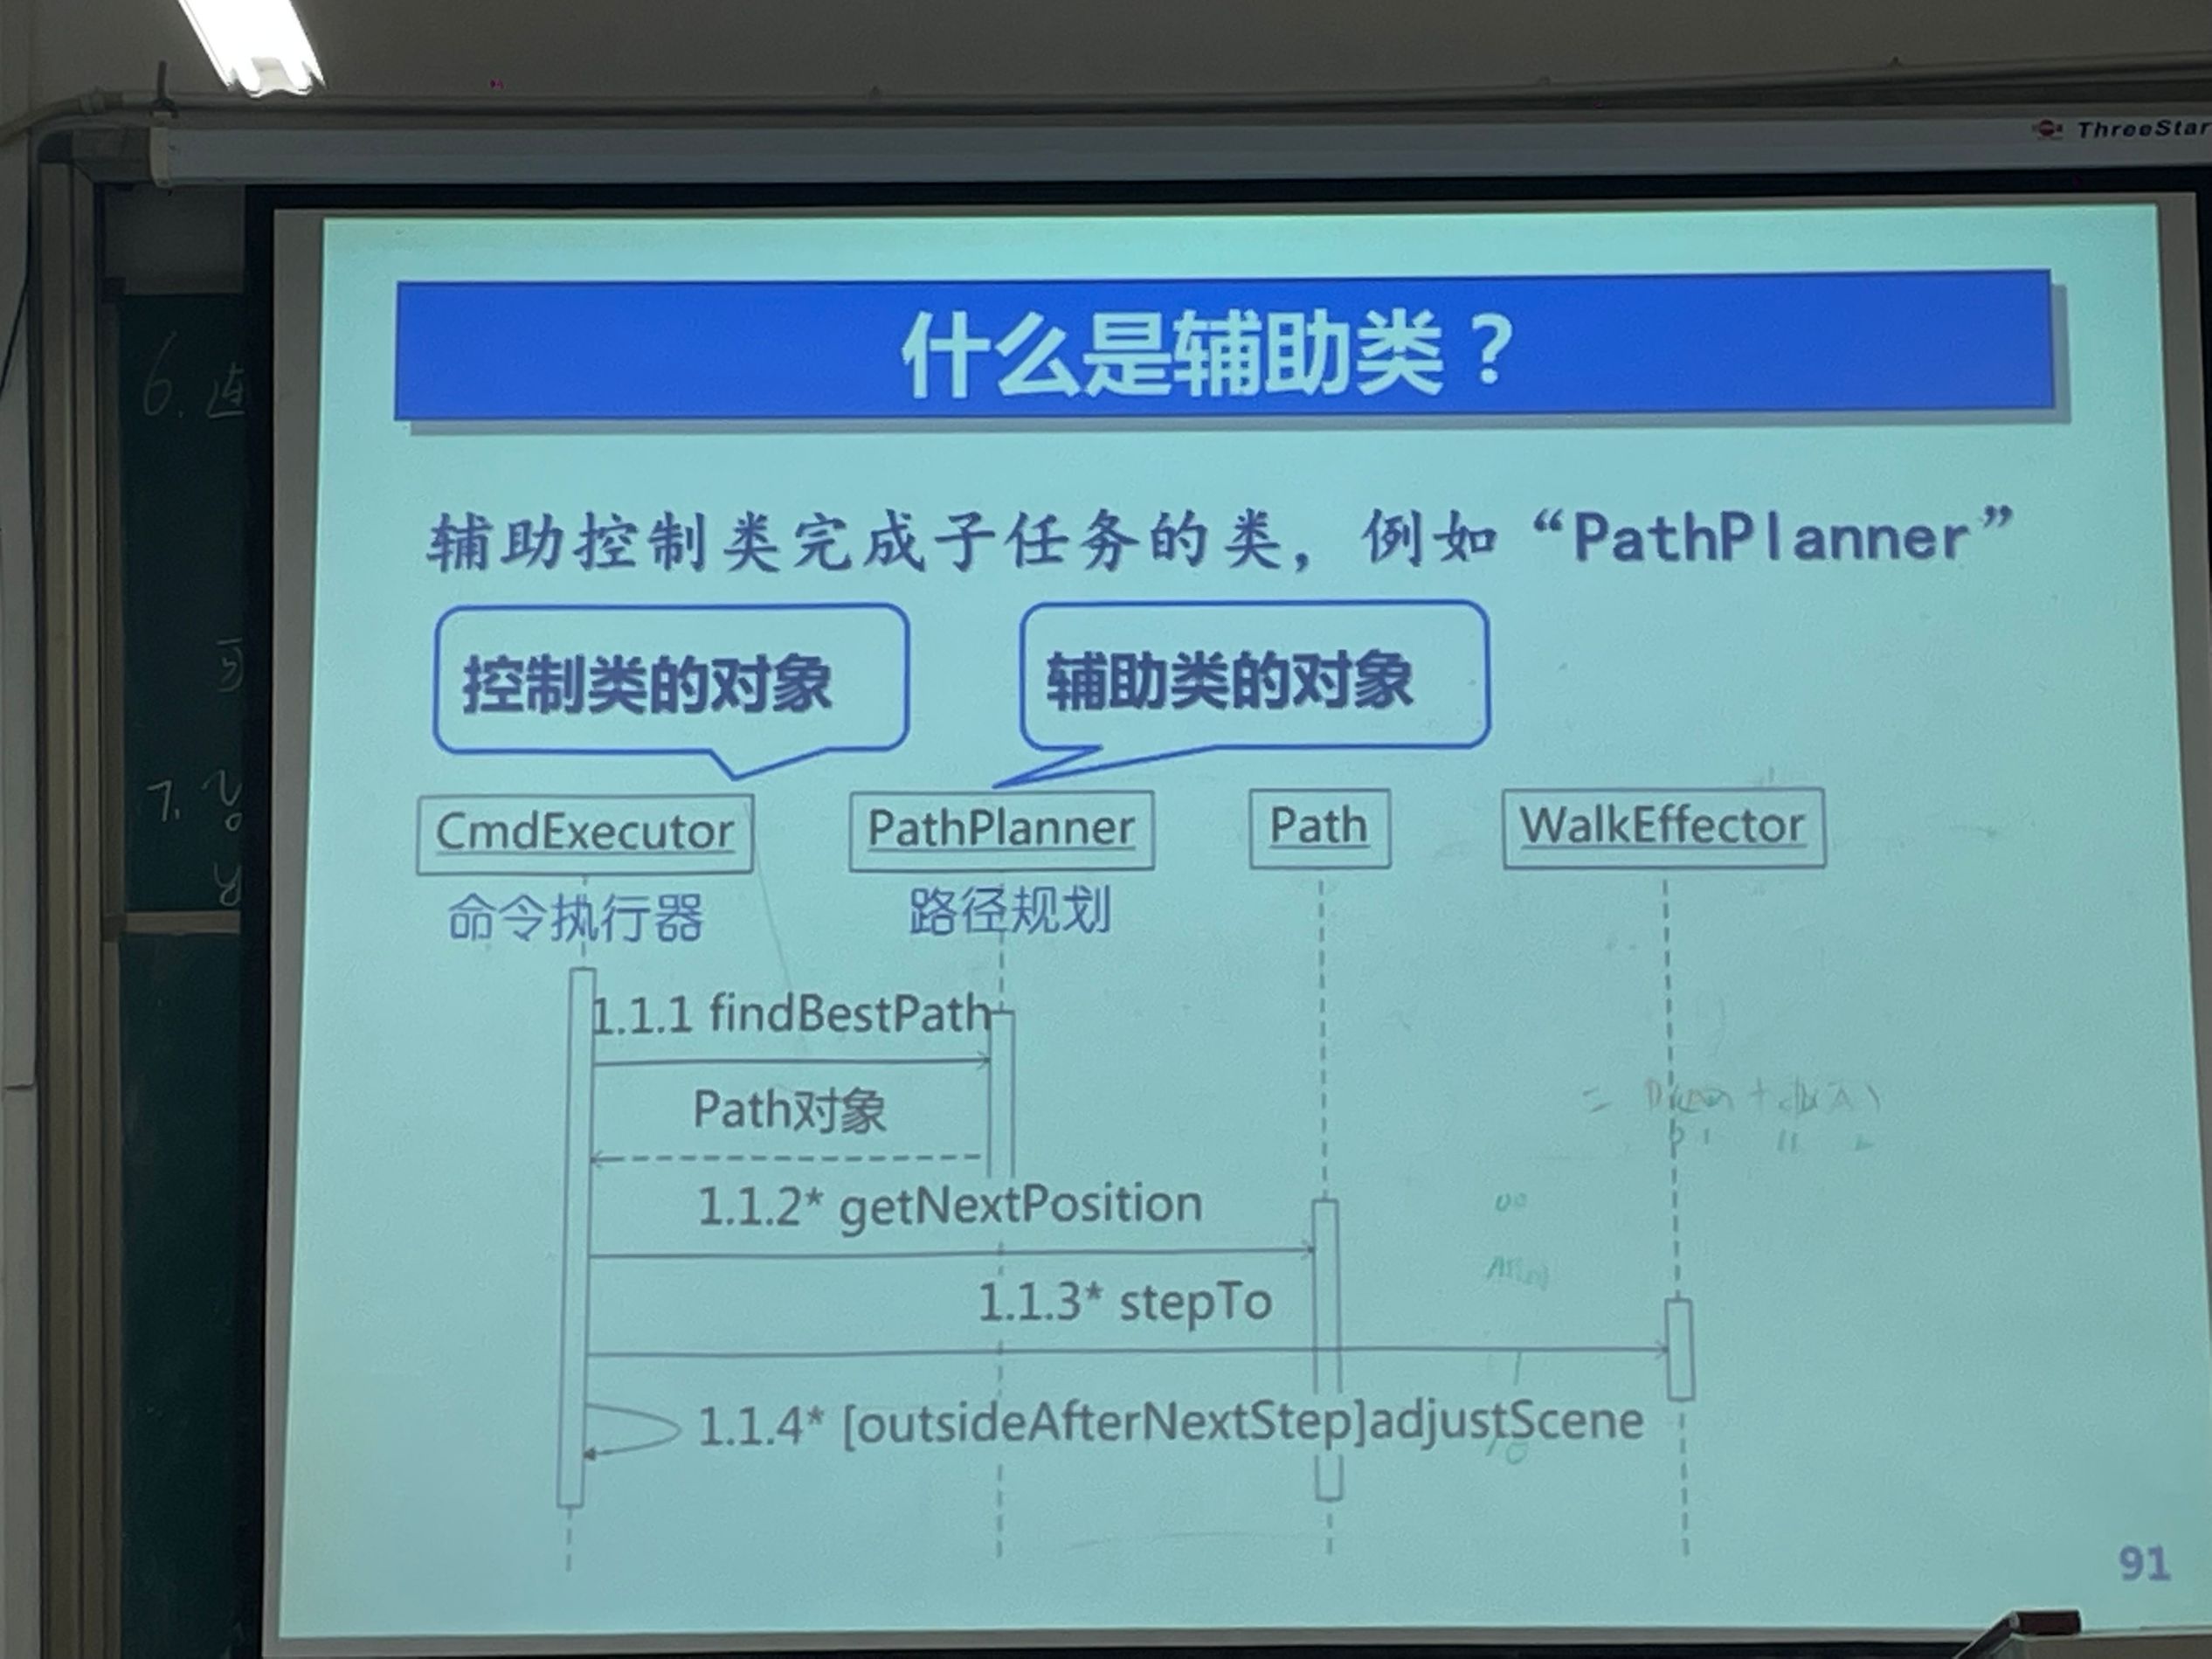 ThreeStar
什么是辅助类？
辅助控制类完成子任务的类，例如“PathPlanner”
控制类的对象
辅助类的对象
CmdExecutor
PathPlanner
Path
WalkEffector
命令执行器
路径规划
1.1.1 findBestPath
Path对象
1.1.2* getNextPosition
1.1.3* stepTo
1.1.4* [outsideAfterNextStep]adjustScene
91
6.
7.